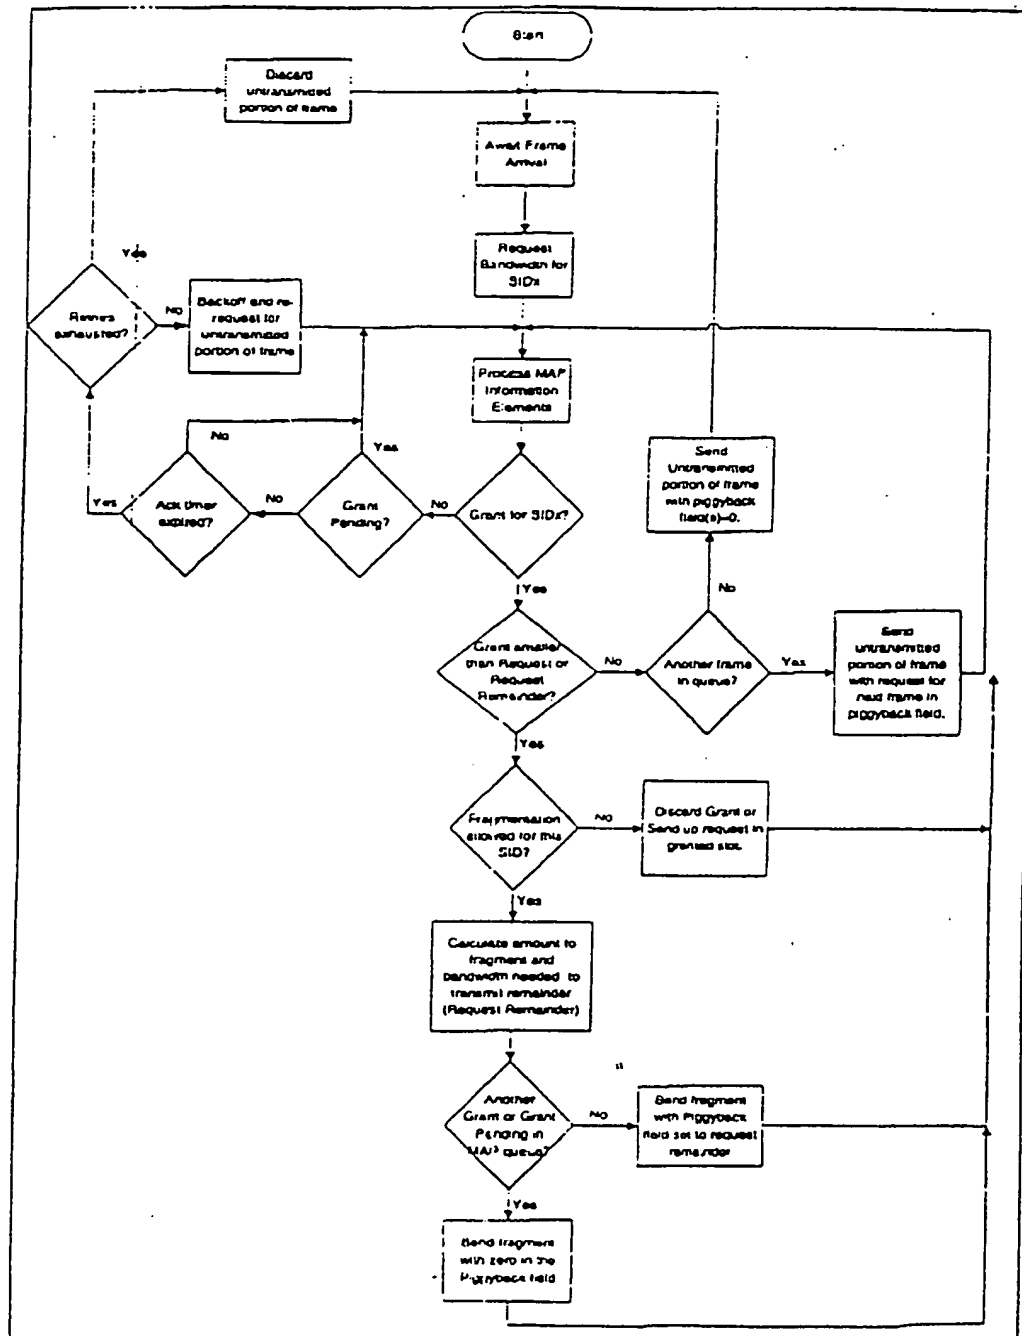 Start
Discard
untransmitted
portion of frame
Await Frame
Arrival
Request
Bandwidth for
SIDx
Yes
Retries
exhausted?
No
Backoff and re-
request for
untransmitted
portion of frame
Process MAP
Information
Elements
No
Yes
Send
Untransmitted
portion of frame
with piggyback
field(s)=0.
Yes
Ack timer
expired?
No
Grant
Pending?
No
Grant for SIDx?
Yes
No
Grant smaller
than Request or
Request
Remainder?
No
Another frame
in queue?
Yes
Send
untransmitted
portion of frame
with request for
next frame in
piggyback field.
Yes
Fragmentation
allowed for this
SID?
No
Discard Grant or
Send up request in
granted slot.
Yes
Calculate amount to
fragment and
bandwidth needed to
transmit remainder
(Request Remainder)
Another
Grant or Grant
Pending in
MAP queue?
No
Send fragment
with Piggyback
field set to request
remainder
Yes
Send fragment
with zero in the
Piggyback field